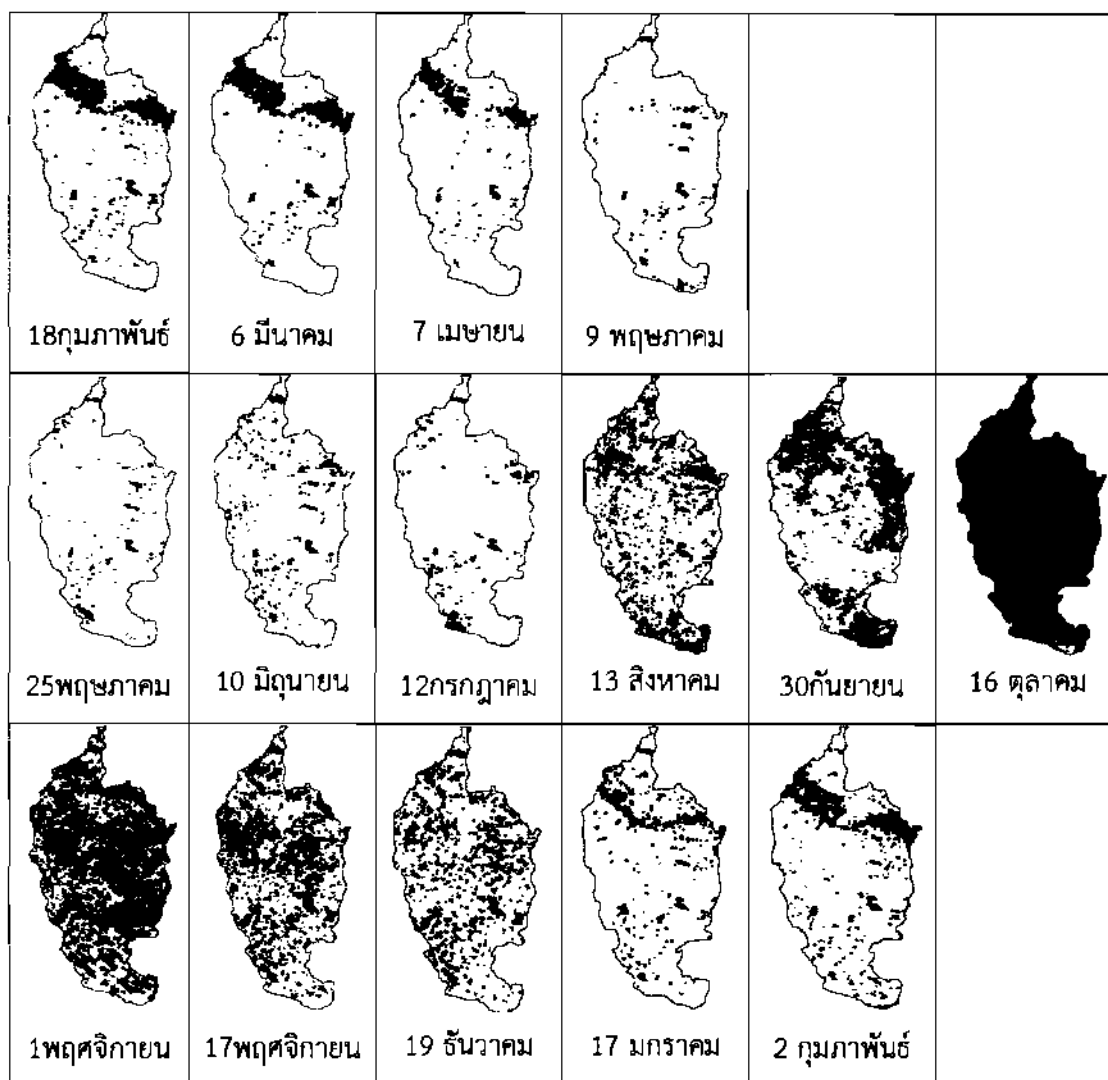 18กุมภาพันธ์ 6 มีนาคม 7 เมษายน 9 พฤษภาคม
25พฤษภาคม 10 มิถุนายน 12กรกฎาคม 13 สิงหาคม 30กันยายน 16 ตุลาคม
1พฤศจิกายน 17พฤศจิกายน 19 ธันวาคม 17 มกราคม 2 กุมภาพันธ์